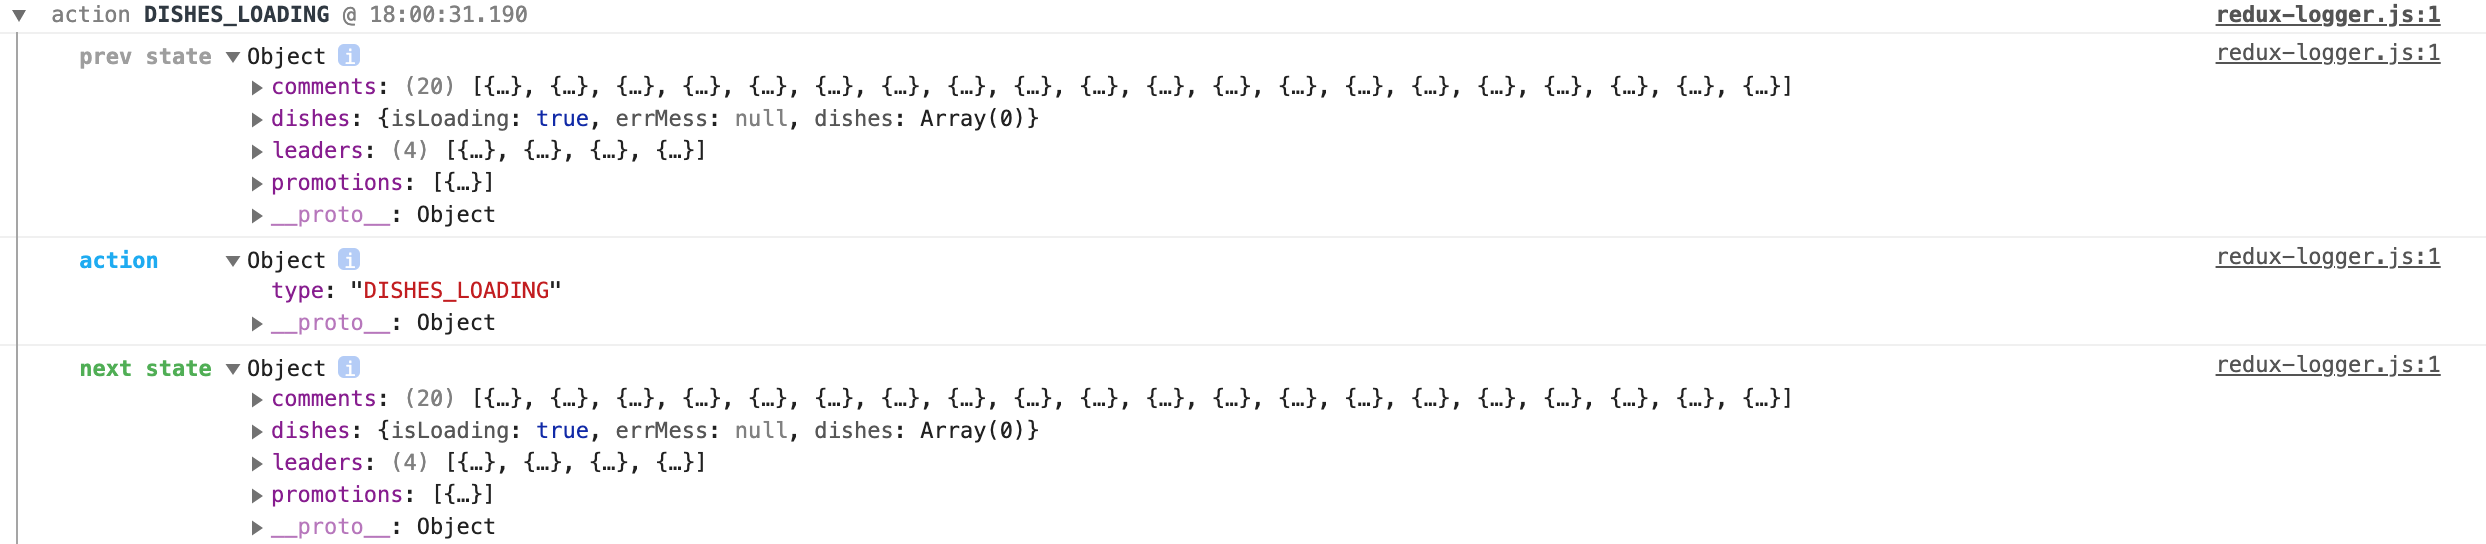 ▼ action DISHES_LOADING @ 18:00:31.190 redux-logger.js:1
prev state ▼Object i redux-logger.js:1
▶comments: (20) [{…}, {…}, {…}, {…}, {…}, {…}, {…}, {…}, {…}, {…}, {…}, {…}, {…}, {…}, {…}, {…}, {…}, {…}, {…}, {…}]
▶dishes: {isLoading: true, errMess: null, dishes: Array(0)}
▶leaders: (4) [{…}, {…}, {…}, {…}]
▶promotions: [{…}]
▶__proto__: Object
action ▼Object i redux-logger.js:1
type: "DISHES_LOADING"
▶__proto__: Object
next state ▼Object i redux-logger.js:1
▶comments: (20) [{…}, {…}, {…}, {…}, {…}, {…}, {…}, {…}, {…}, {…}, {…}, {…}, {…}, {…}, {…}, {…}, {…}, {…}, {…}, {…}]
▶dishes: {isLoading: true, errMess: null, dishes: Array(0)}
▶leaders: (4) [{…}, {…}, {…}, {…}]
▶promotions: [{…}]
▶__proto__: Object